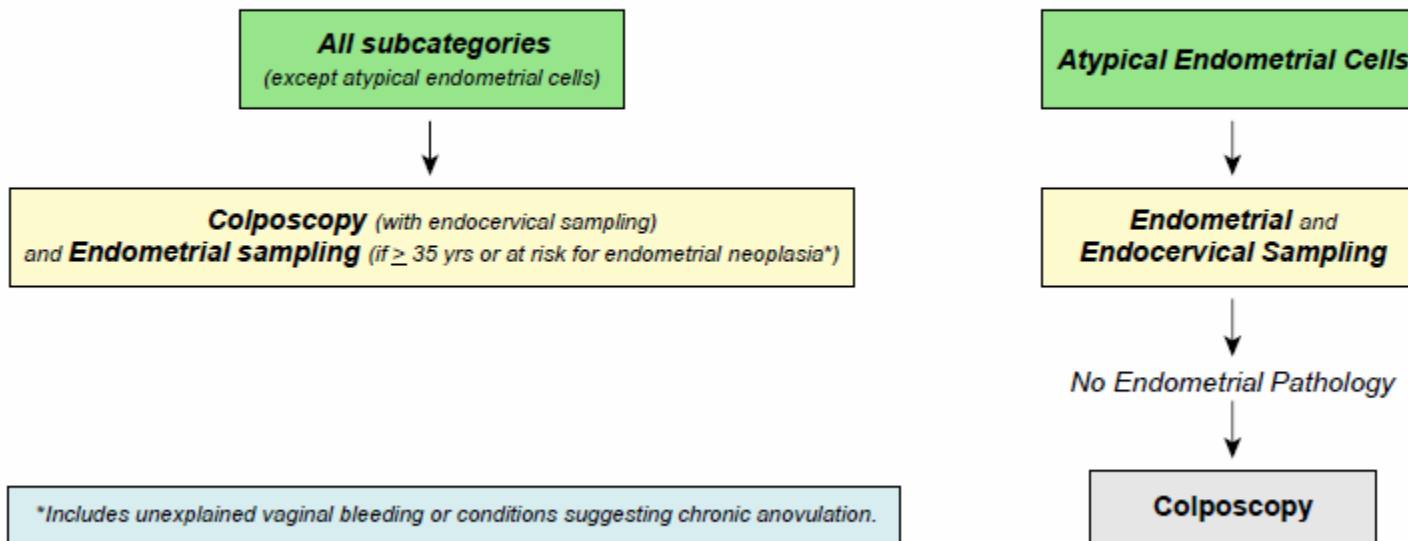 All subcategories
(except atypical endometrial cells)
Atypical Endometrial Cells
Colposcopy (with endocervical sampling)
and Endometrial sampling (if ≥ 35 yrs or at risk for endometrial neoplasia*)
Endometrial and
Endocervical Sampling
No Endometrial Pathology
*Includes unexplained vaginal bleeding or conditions suggesting chronic anovulation.
Colposcopy